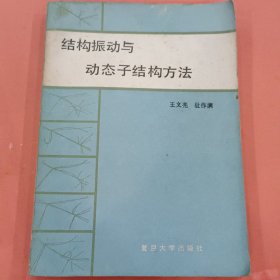 结构振动与
动态子结构方法
王文亮 杜作潤
复旦大学出版社